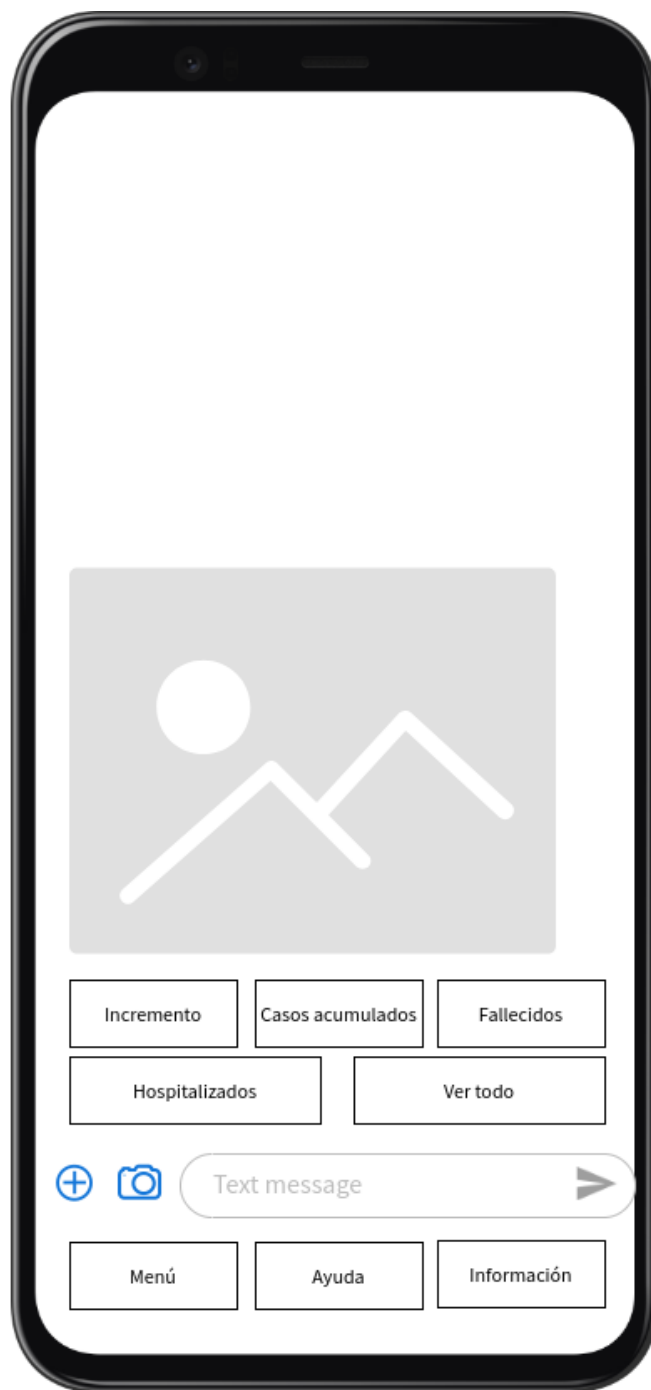 Incremento
Casos acumulados
Fallecidos
Hospitalizados
Ver todo
Text message
Menú
Ayuda
Información